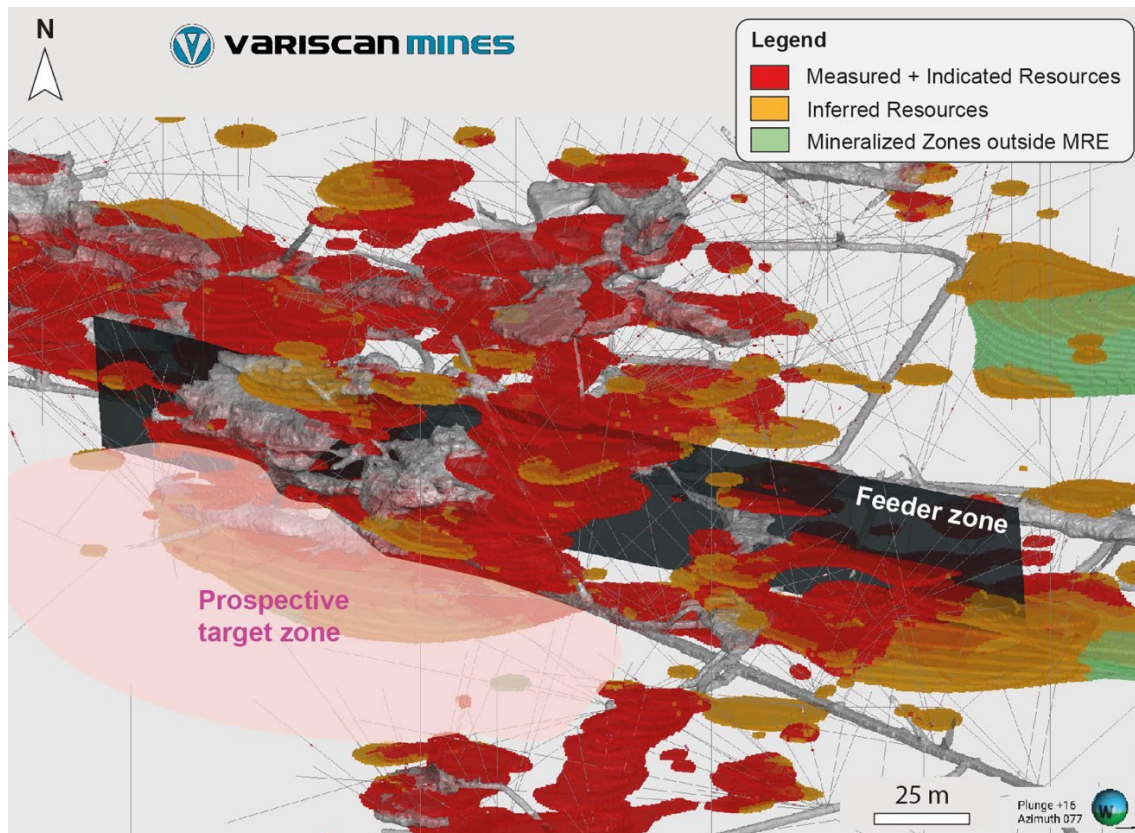 N
VARISCAN MINES
Legend
Measured + Indicated Resources
Inferred Resources
Mineralized Zones outside MRE
Feeder zone
Prospective
target zone
25 m
Plunge +16
Azimuth 077
W